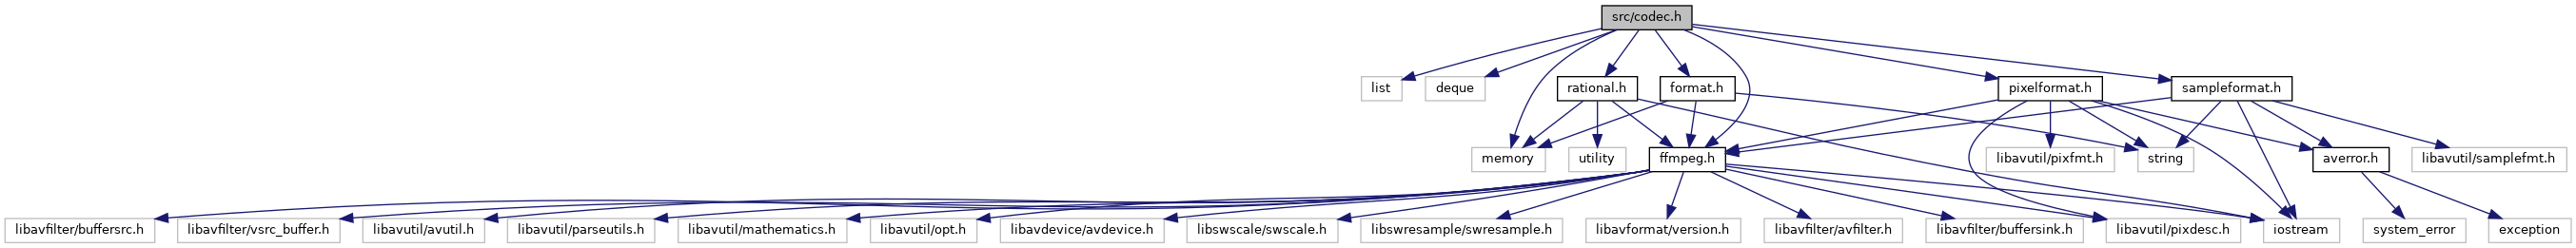 src/codec.h
list
deque
rational.h
format.h
pixelformat.h
sampleformat.h
memory
utility
ffmpeg.h
libavutil/pixfmt.h
string
averror.h
libavutil/samplefmt.h
libavfilter/buffersrc.h
libavfilter/vsrc_buffer.h
libavutil/avutil.h
libavutil/parseutils.h
libavutil/mathematics.h
libavutil/opt.h
libavdevice/avdevice.h
libswscale/swscale.h
libswresample/swresample.h
libavformat/version.h
libavfilter/avfilter.h
libavfilter/buffersink.h
libavutil/pixdesc.h
iostream
system_error
exception